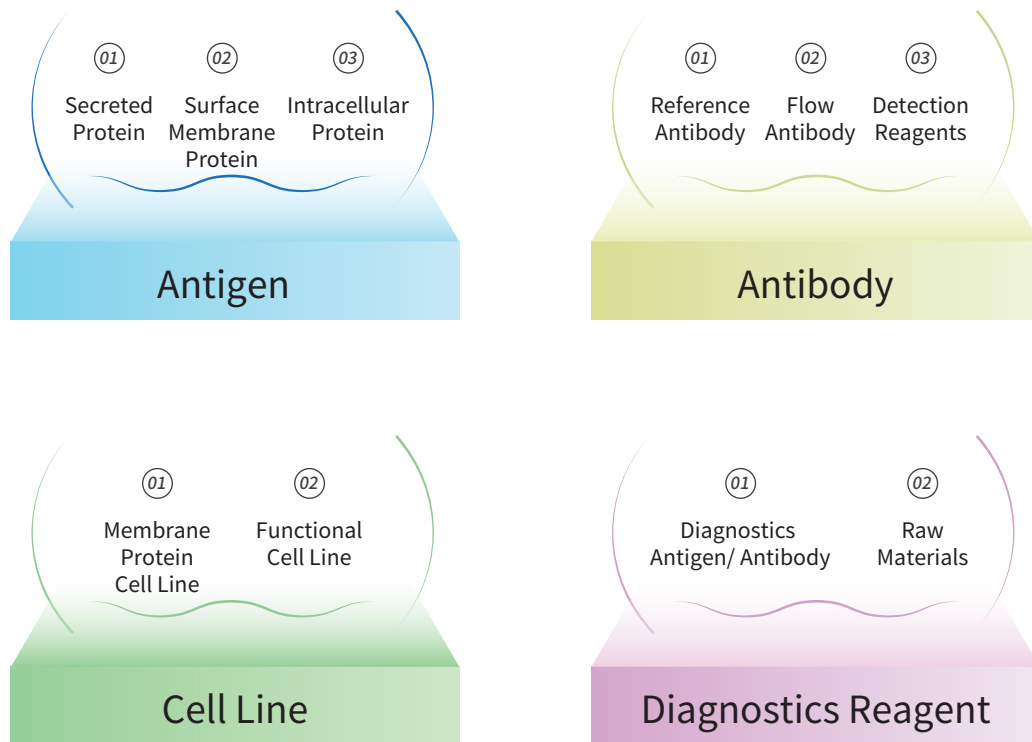 01
Secreted
Protein
02
Surface
Membrane
Protein
03
Intracellular
Protein
Antigen
01
Reference
Antibody
02
Flow
Antibody
03
Detection
Reagents
Antibody
01
Membrane
Protein
Cell Line
02
Functional
Cell Line
Cell Line
01
Diagnostics
Antigen/ Antibody
02
Raw
Materials
Diagnostics Reagent